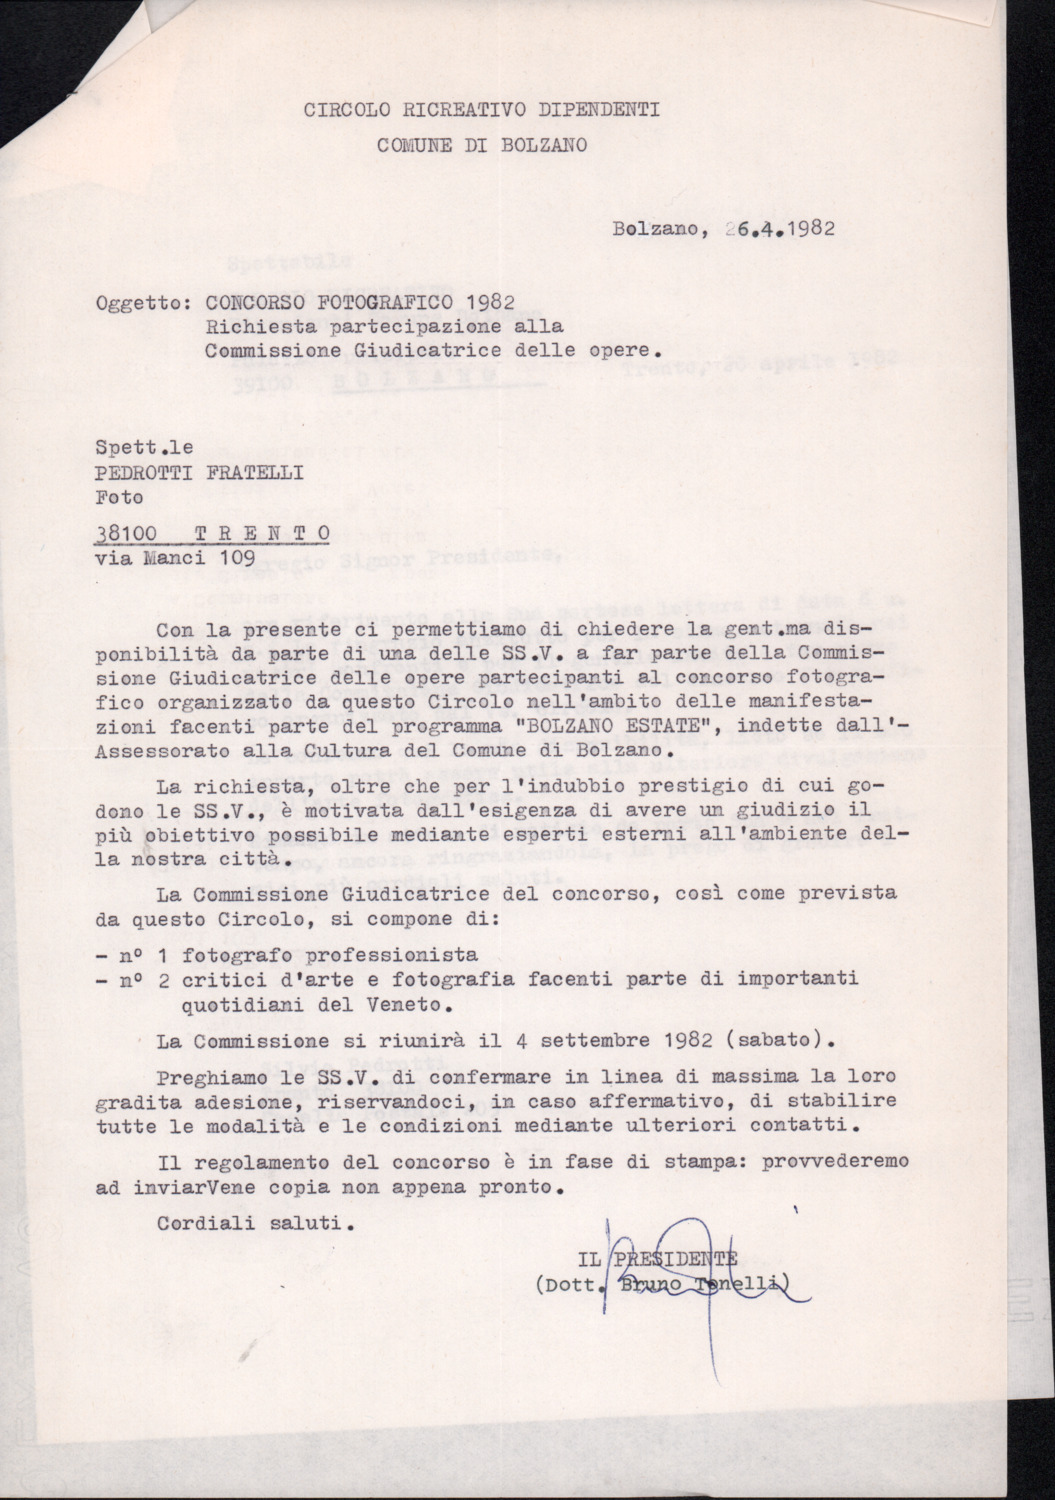 CIRCOLO RICREATIVO DIPENDENTI
COMUNE DI BOLZANO
Bolzano, 26.4.1982
Oggetto: CONCORSO FOTOGRAFICO 1982
Richiesta partecipazione alla
Commissione Giudicatrice delle opere.
Spett.le
PEDROTTI FRATELLI
Foto
38100 T R E N T O
via Manci 109
Con la presente ci permettiamo di chiedere la gent.ma dis-
ponibilità da parte di una delle SS.V. a far parte della Commis-
sione Giudicatrice delle opere partecipanti al concorso fotogra-
fico organizzato da questo Circolo nell'ambito delle manifesta-
zioni facenti parte del programma "BOLZANO ESTATE", indette dall'-
Assessorato alla Cultura del Comune di Bolzano.
La richiesta, oltre che per l'indubbio prestigio di cui go-
dono le SS.V., è motivata dall'esigenza di avere un giudizio il
più obiettivo possibile mediante esperti esterni all'ambiente del-
la nostra città.
La Commissione Giudicatrice del concorso, così come prevista
da questo Circolo, si compone di:
- nº 1 fotografo professionista
- nº 2 critici d'arte e fotografia facenti parte di importanti
quotidiani del Veneto.
La Commissione si riunirà il 4 settembre 1982 (sabato).
Preghiamo le SS.V. di confermare in linea di massima la loro
gradita adesione, riservandoci, in caso affermativo, di stabilire
tutte le modalità e le condizioni mediante ulteriori contatti.
Il regolamento del concorso è in fase di stampa: provvederemo
ad inviarVene copia non appena pronto.
Cordiali saluti.
IL PRESIDENTE
(Dott. Bruno Tonelli)